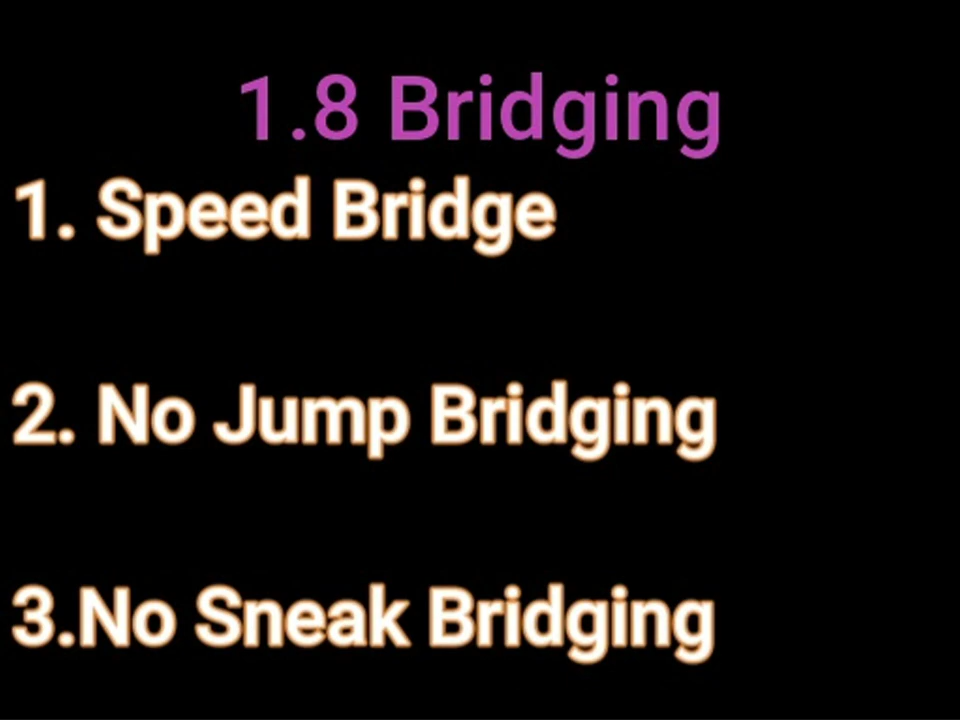 1.8 Bridging
1. Speed Bridge
2. No Jump Bridging
3.No Sneak Bridging